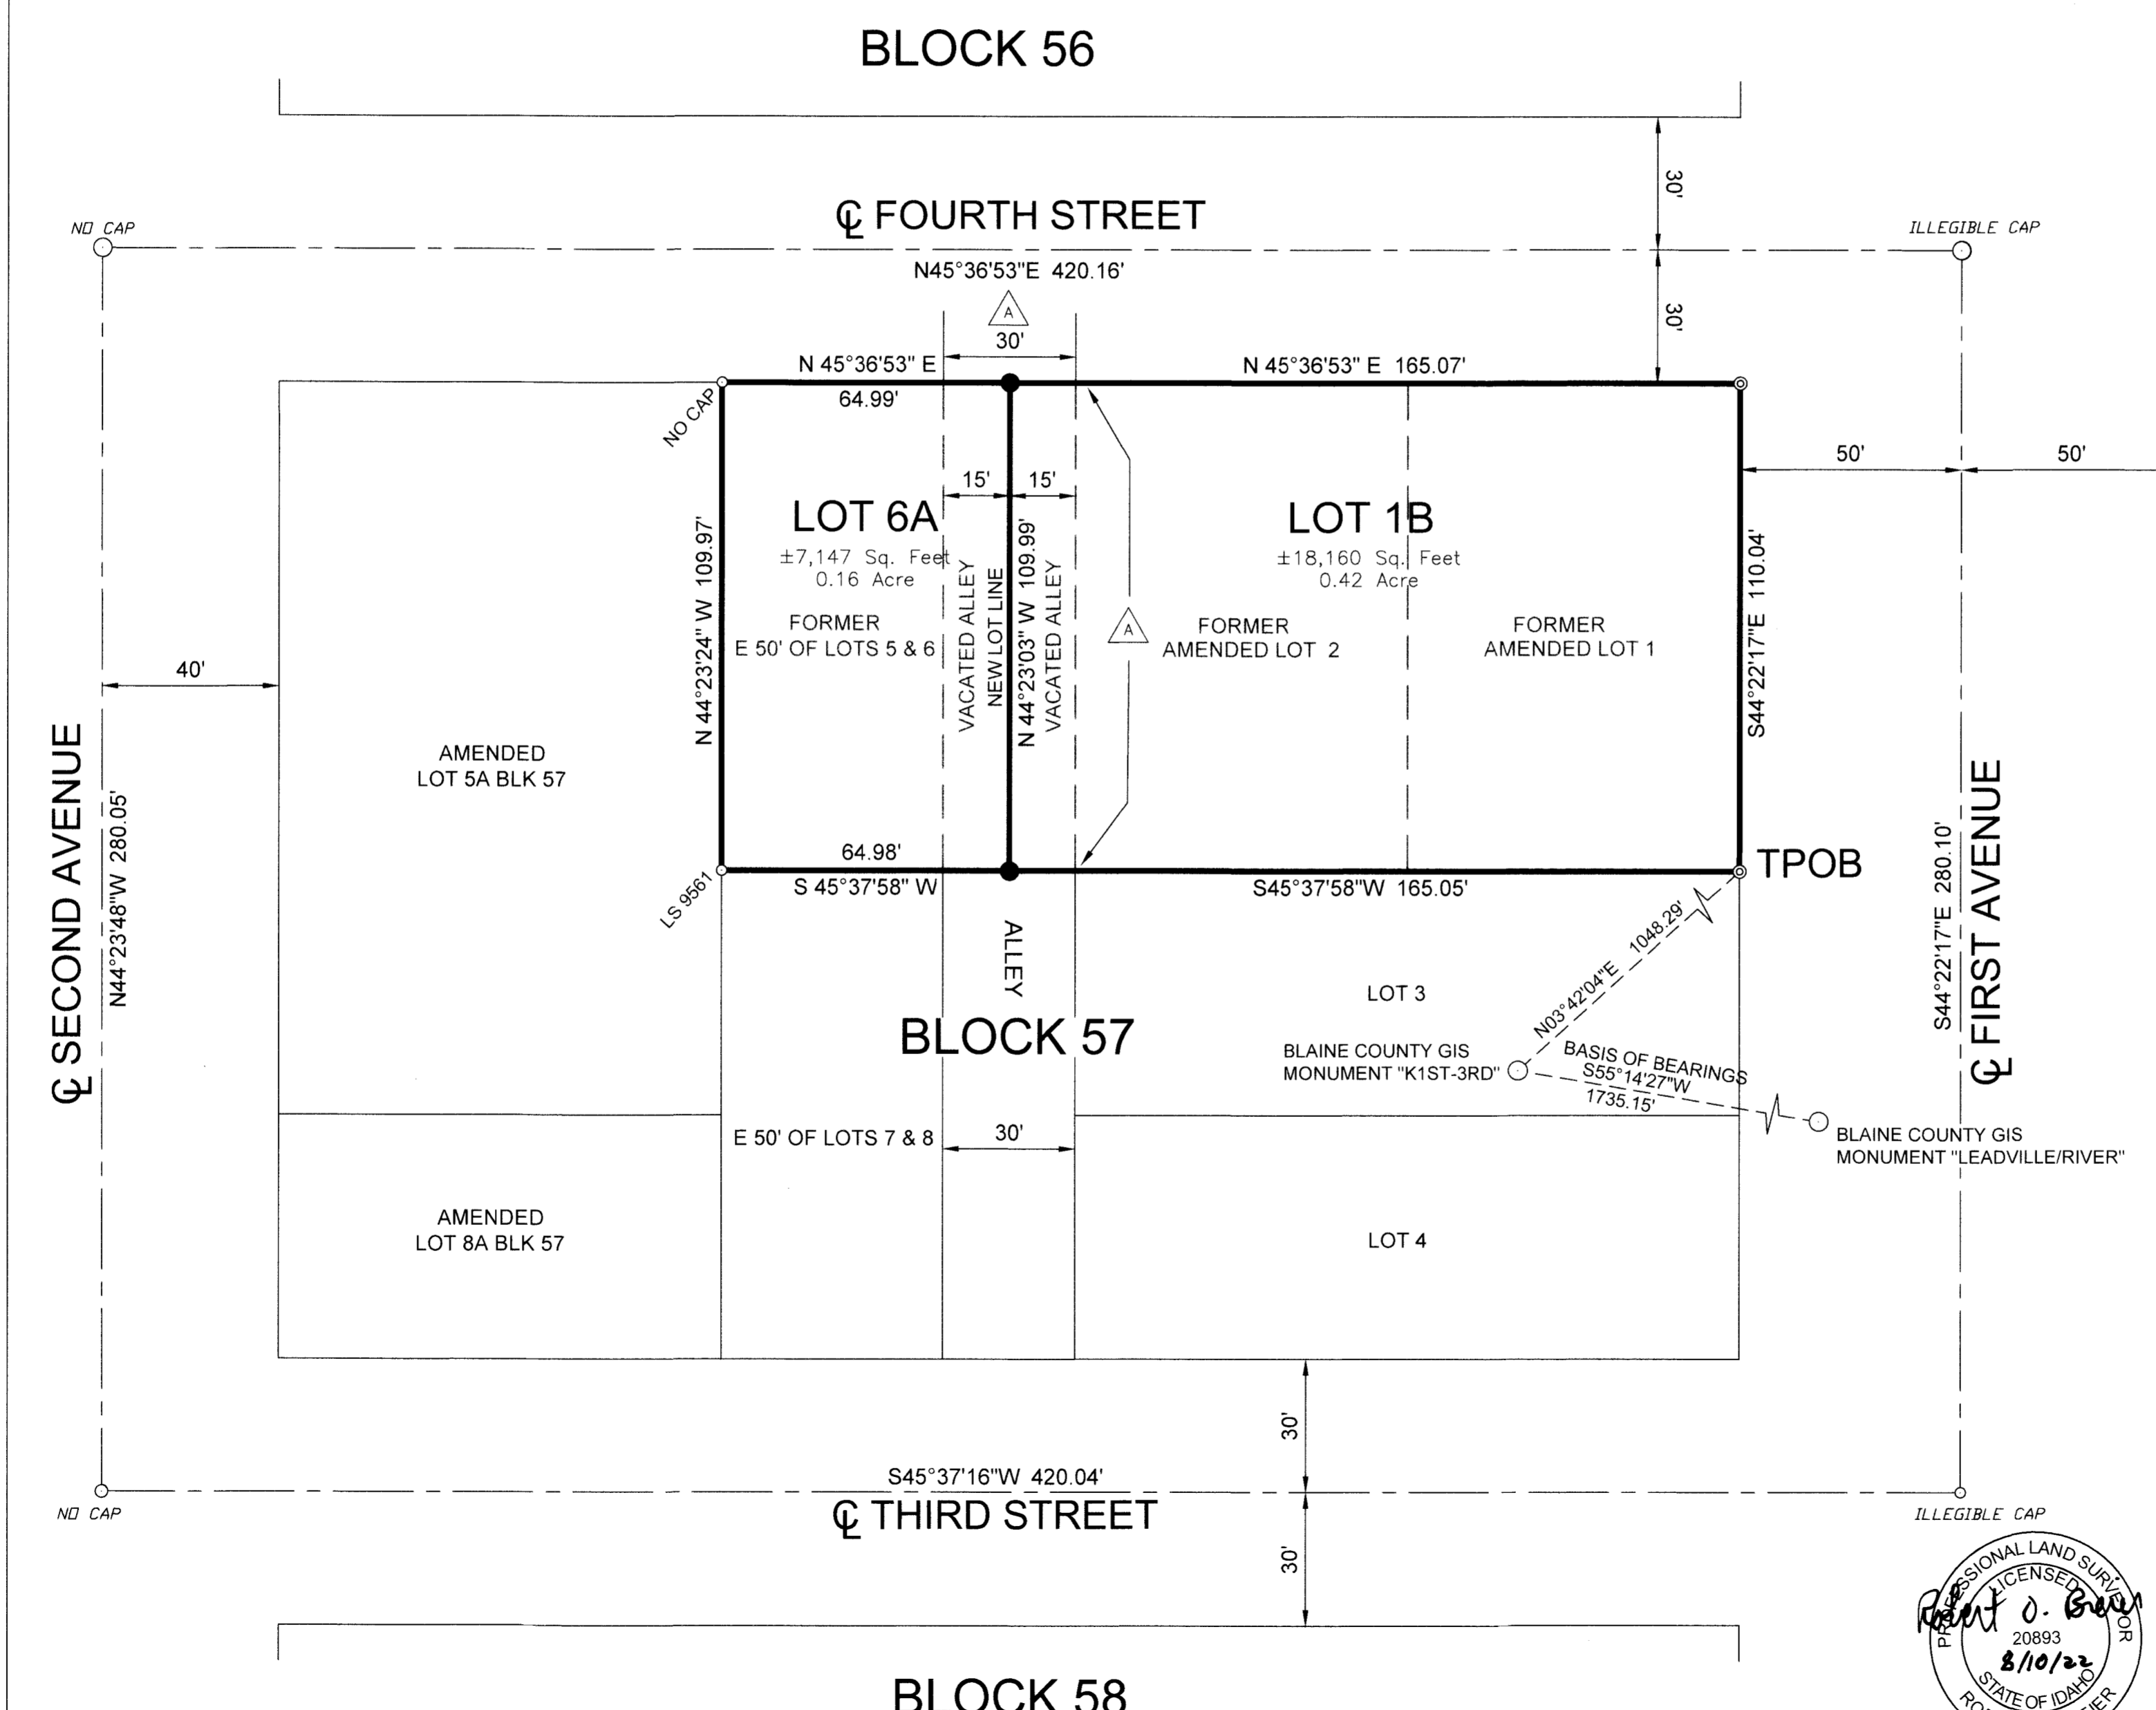 BLOCK 56
30'
℄ FOURTH STREET
NO CAP
ILLEGIBLE CAP
N45°36'53"E 420.16'
A
30'
30'
N 45°36'53" E
64.99'
N 45°36'53" E 165.07'
NO CAP
50'
50'
15'
15'
LOT 6A
±7,147 Sq. Feet
0.16 Acre
FORMER
E 50' OF LOTS 5 & 6
N 44°23'24" W 109.97'
VACATED ALLEY
NEW LOT LINE
N 44°23'03" W 109.99'
VACATED ALLEY
A
LOT 1B
±18,160 Sq. Feet
0.42 Acre
FORMER
AMENDED LOT 2
FORMER
AMENDED LOT 1
S44°22'17"E 110.04'
40'
AMENDED
LOT 5A BLK 57
℄ SECOND AVENUE
N44°23'48"W 280.05'
S44°22'17"E 280.10'
℄ FIRST AVENUE
64.98'
S 45°37'58" W
S45°37'58"W 165.05'
TPOB
LS 9561
ALLEY
N03°42'04"E 1048.29'
LOT 3
BLOCK 57
BLAINE COUNTY GIS
MONUMENT "K1ST-3RD"
BASIS OF BEARINGS
S55°14'27"W
1735.15'
BLAINE COUNTY GIS
MONUMENT "LEADVILLE/RIVER"
E 50' OF LOTS 7 & 8
30'
AMENDED
LOT 8A BLK 57
LOT 4
30'
S45°37'16"W 420.04'
℄ THIRD STREET
NO CAP
ILLEGIBLE CAP
30'
BLOCK 58
PROFESSIONAL LAND SURVEYOR
LICENSED
Robert O. Breier
20893
8/10/22
STATE OF IDAHO